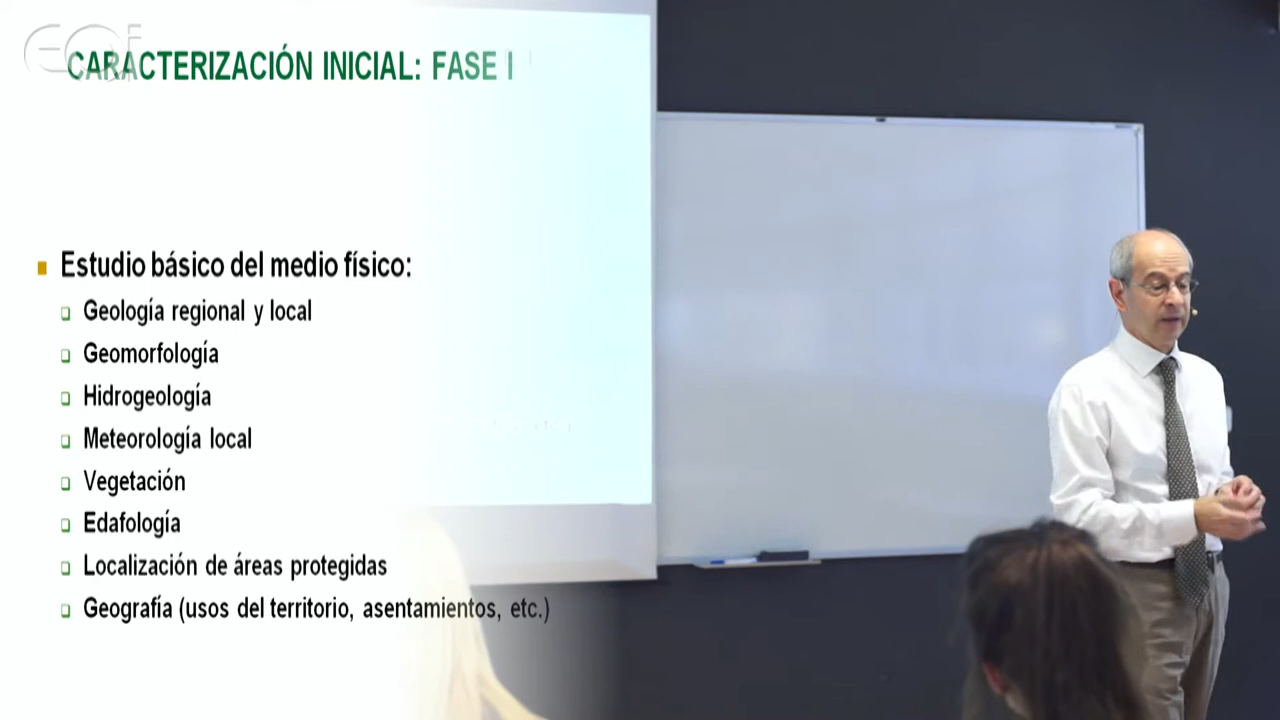 EOI
CARACTERIZACIÓN INICIAL: FASE I
Estudio básico del medio físico:
Geología regional y local
Geomorfología
Hidrogeología
Meteorología local
Vegetación
Edafología
Localización de áreas protegidas
Geografía (usos del territorio, asentamientos, etc.)